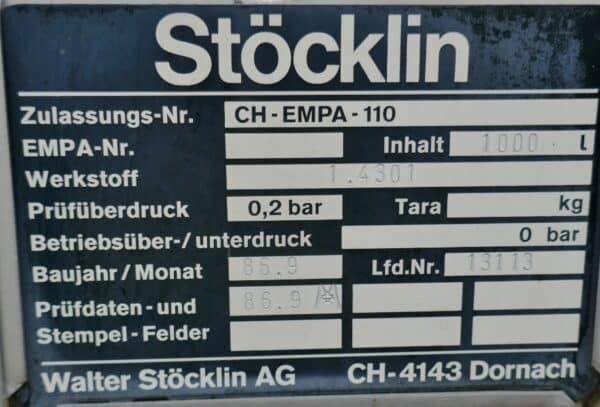 Stöcklin
Zulassungs-Nr. CH-EMPA-110
EMPA-Nr. Inhalt 1000. l
Werkstoff 1.4301
Prüfüberdruck 0,2 bar Tara kg
Betriebsüber-/unterdruck 0 bar
Baujahr/Monat 86.9 Lfd.Nr. 13113
Prüfdaten-und 86.9
Stempel-Felder
Walter Stöcklin AG CH-4143 Dornach